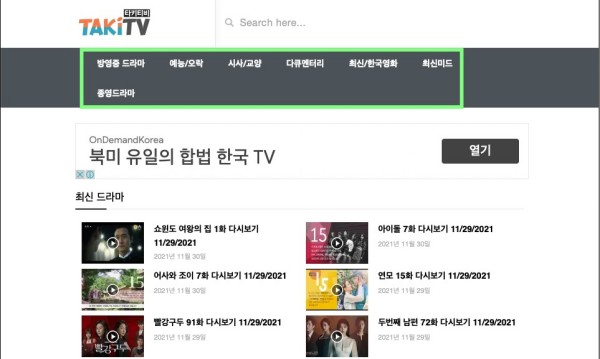 타키티비
TAKITV
Search here...
방영중 드라마 예능/오락 시사/교양 다큐멘터리 최신/한국영화 최신미드
종영드라마
OnDemandKorea
북미 유일의 합법 한국 TV
열기
최신 드라마
쇼윈도 여왕의 집 1화 다시보기
11/29/2021
2021년 11월 30일
15
아이돌 7화 다시보기 11/29/2021
2021년 11월 30일
15
어사와 조이 7화 다시보기 11/29/2021
2021년 11월 30일
15
연모 15화 다시보기 11/29/2021
2021년 11월 29일
빨강구두
빨강구두 91화 다시보기 11/29/2021
2021년 11월 29일
두번째 남편 72화 다시보기 11/29/2021
2021년 11월 29일